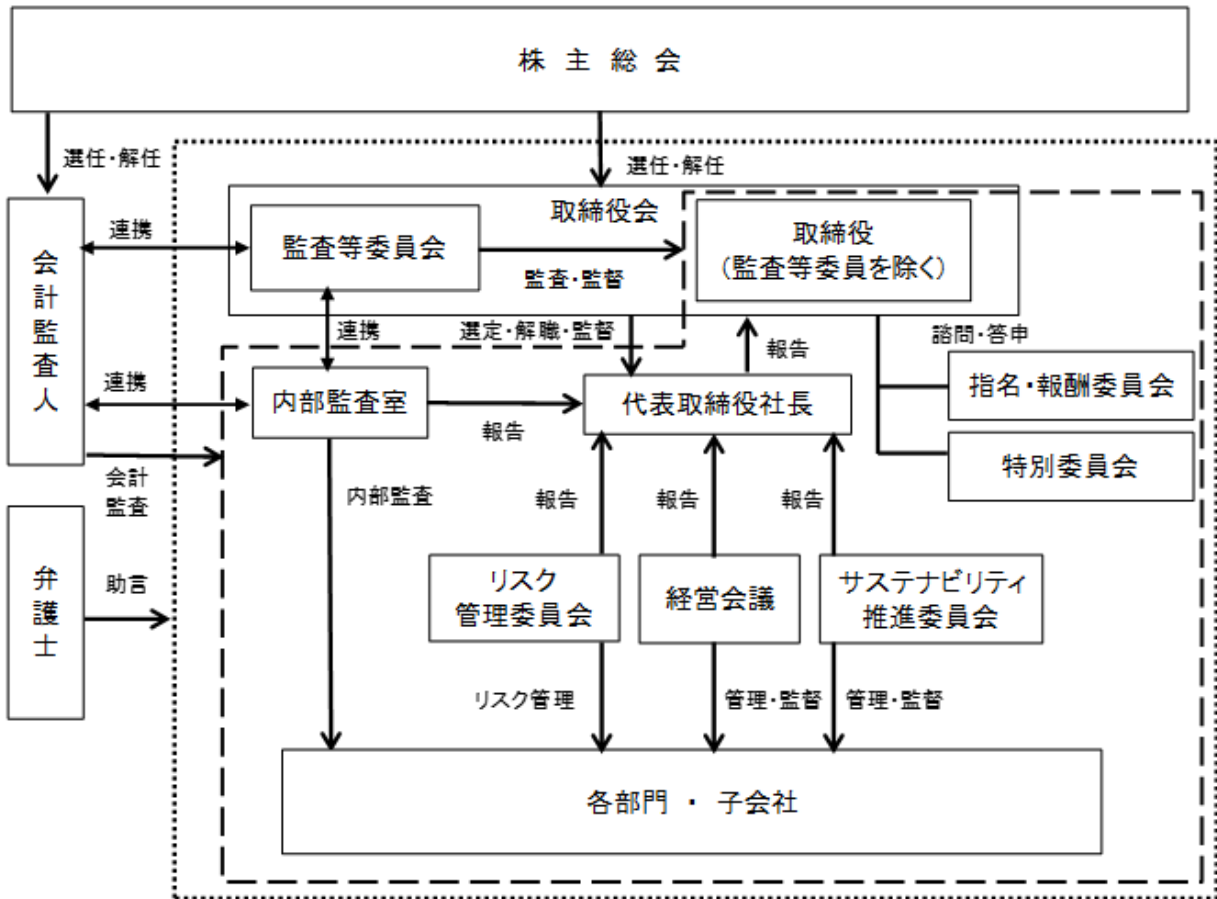 株 主 総 会
選任・解任
選任・解任
会計監査人
連携
取締役会
監査等委員会
監査・監督
取締役
(監査等委員を除く)
連携
選定・解職・監督
報告
諮問・答申
連携
内部監査室
報告
代表取締役社長
指名・報酬委員会
特別委員会
会計
監査
内部監査
報告
報告
報告
弁護士
助言
リスク
管理委員会
経営会議
サステナビリティ
推進委員会
リスク管理
管理・監督
管理・監督
各部門 ・ 子会社